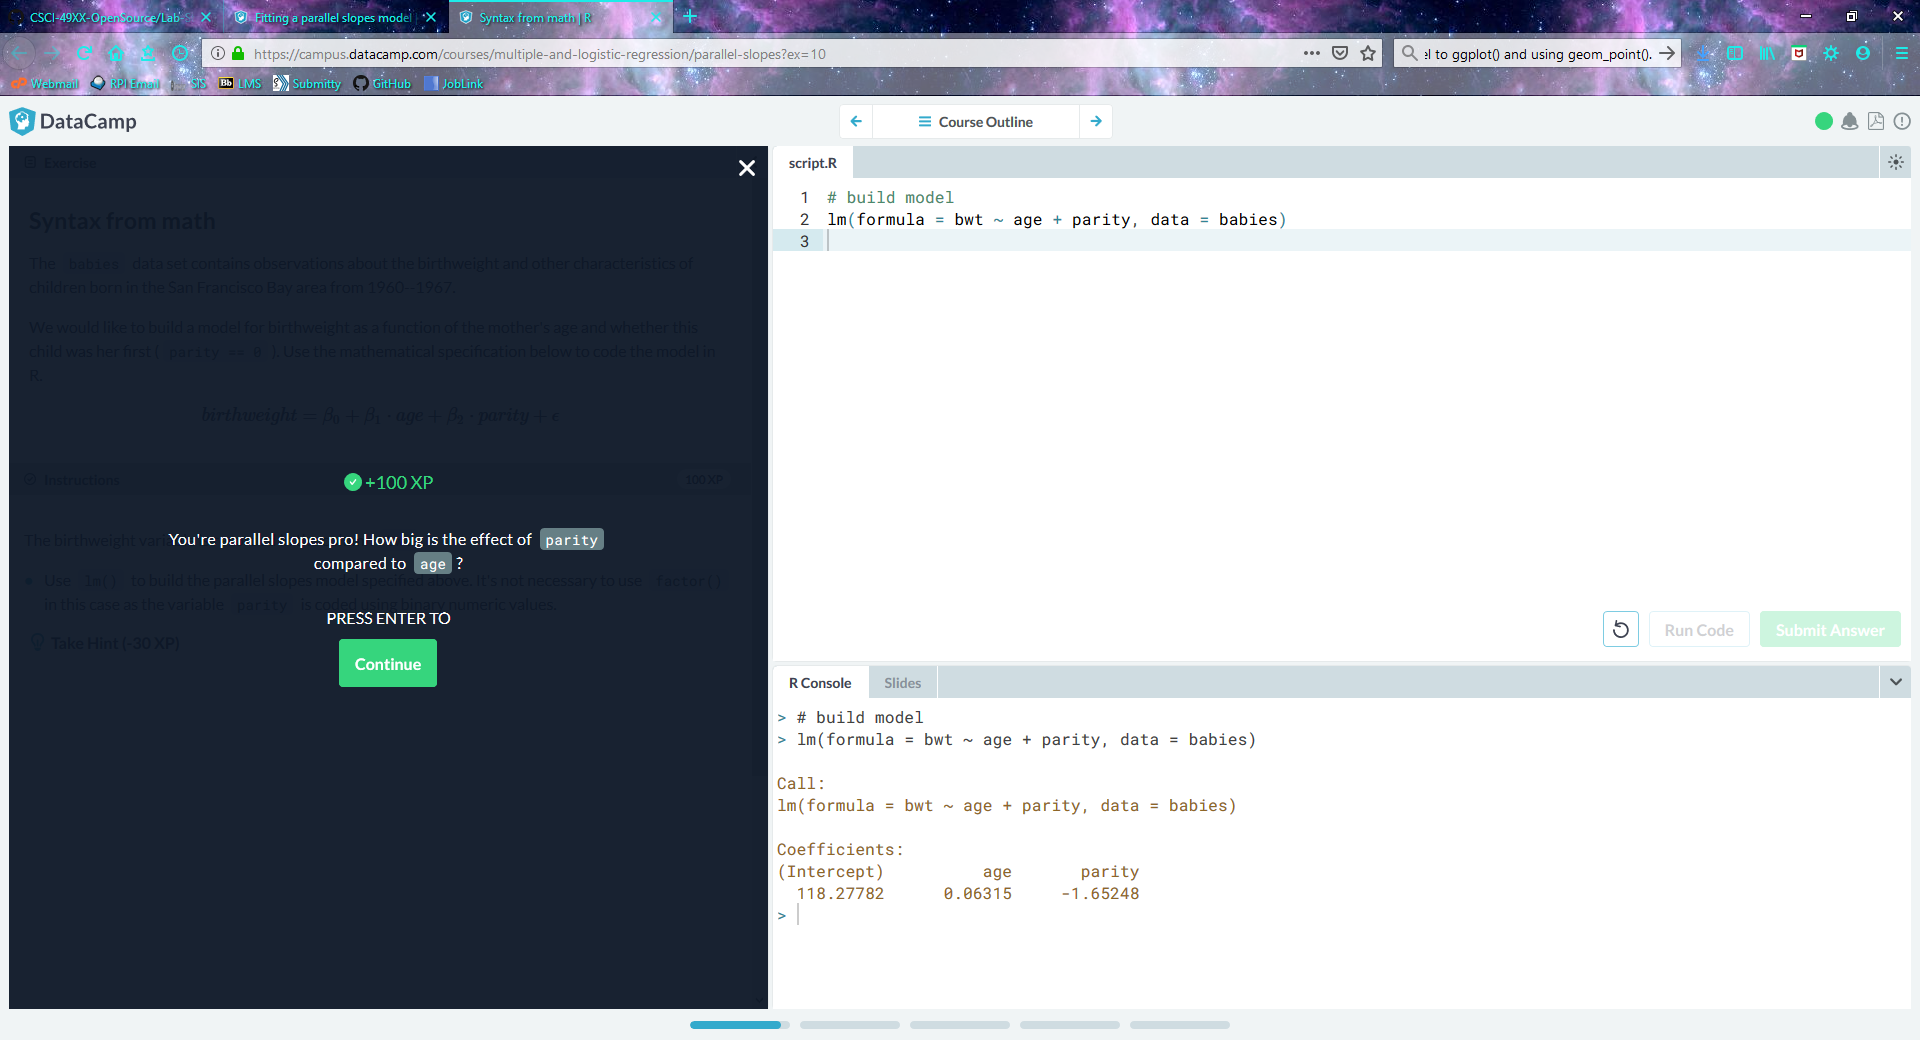 CSCI-49XX-OpenSource/Lab-
Fitting a parallel slopes model
Syntax from math | R
https://campus.datacamp.com/courses/multiple-and-logistic-regression/parallel-slopes?ex=10
el to ggplot() and using geom_point().
Webmail RPI Email SIS Bb LMS Submitty GitHub JobLink
DataCamp
Course Outline
Exercise
Syntax from math
The babies data set contains observations about the birthweight and other characteristics of
children born in the San Francisco Bay area from 1960--1967.
We would like to build a model for birthweight as a function of the mother's age and whether this
child was her first ( parity == 0 ). Use the mathematical specification below to code the model in
R.
birthweight = β0 + β1 · age + β2 · parity + ϵ
Instructions
100 XP
+100 XP
The birthweight vari
You're parallel slopes pro! How big is the effect of parity
compared to age ?
Use lm() to build the parallel slopes model specified above. It's not necessary to use factor()
in this case as the variable parity is coded using binary numeric values.
PRESS ENTER TO
Take Hint (-30 XP)
Continue
script.R
1 # build model
2 lm(formula = bwt ~ age + parity, data = babies)
3
Run Code
Submit Answer
R Console
Slides
> # build model
> lm(formula = bwt ~ age + parity, data = babies)
Call:
lm(formula = bwt ~ age + parity, data = babies)
Coefficients:
(Intercept) age parity
118.27782 0.06315 -1.65248
>